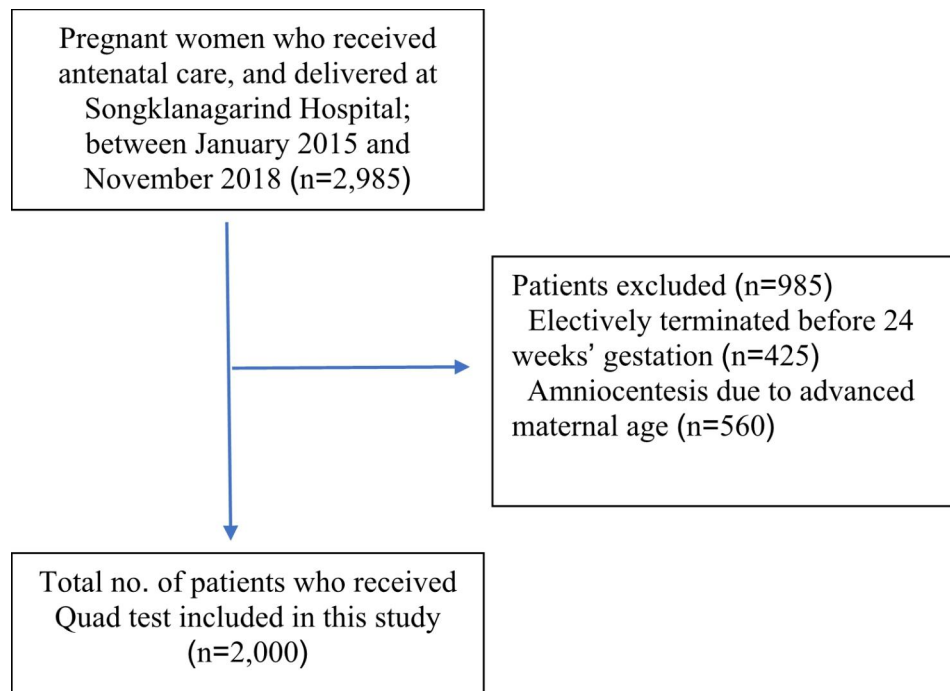 Pregnant women who received
antenatal care, and delivered at
Songklanagarind Hospital;
between January 2015 and
November 2018 (n=2,985)
Patients excluded (n=985)
Electively terminated before 24
weeks’ gestation (n=425)
Amniocentesis due to advanced
maternal age (n=560)
Total no. of patients who received
Quad test included in this study
(n=2,000)